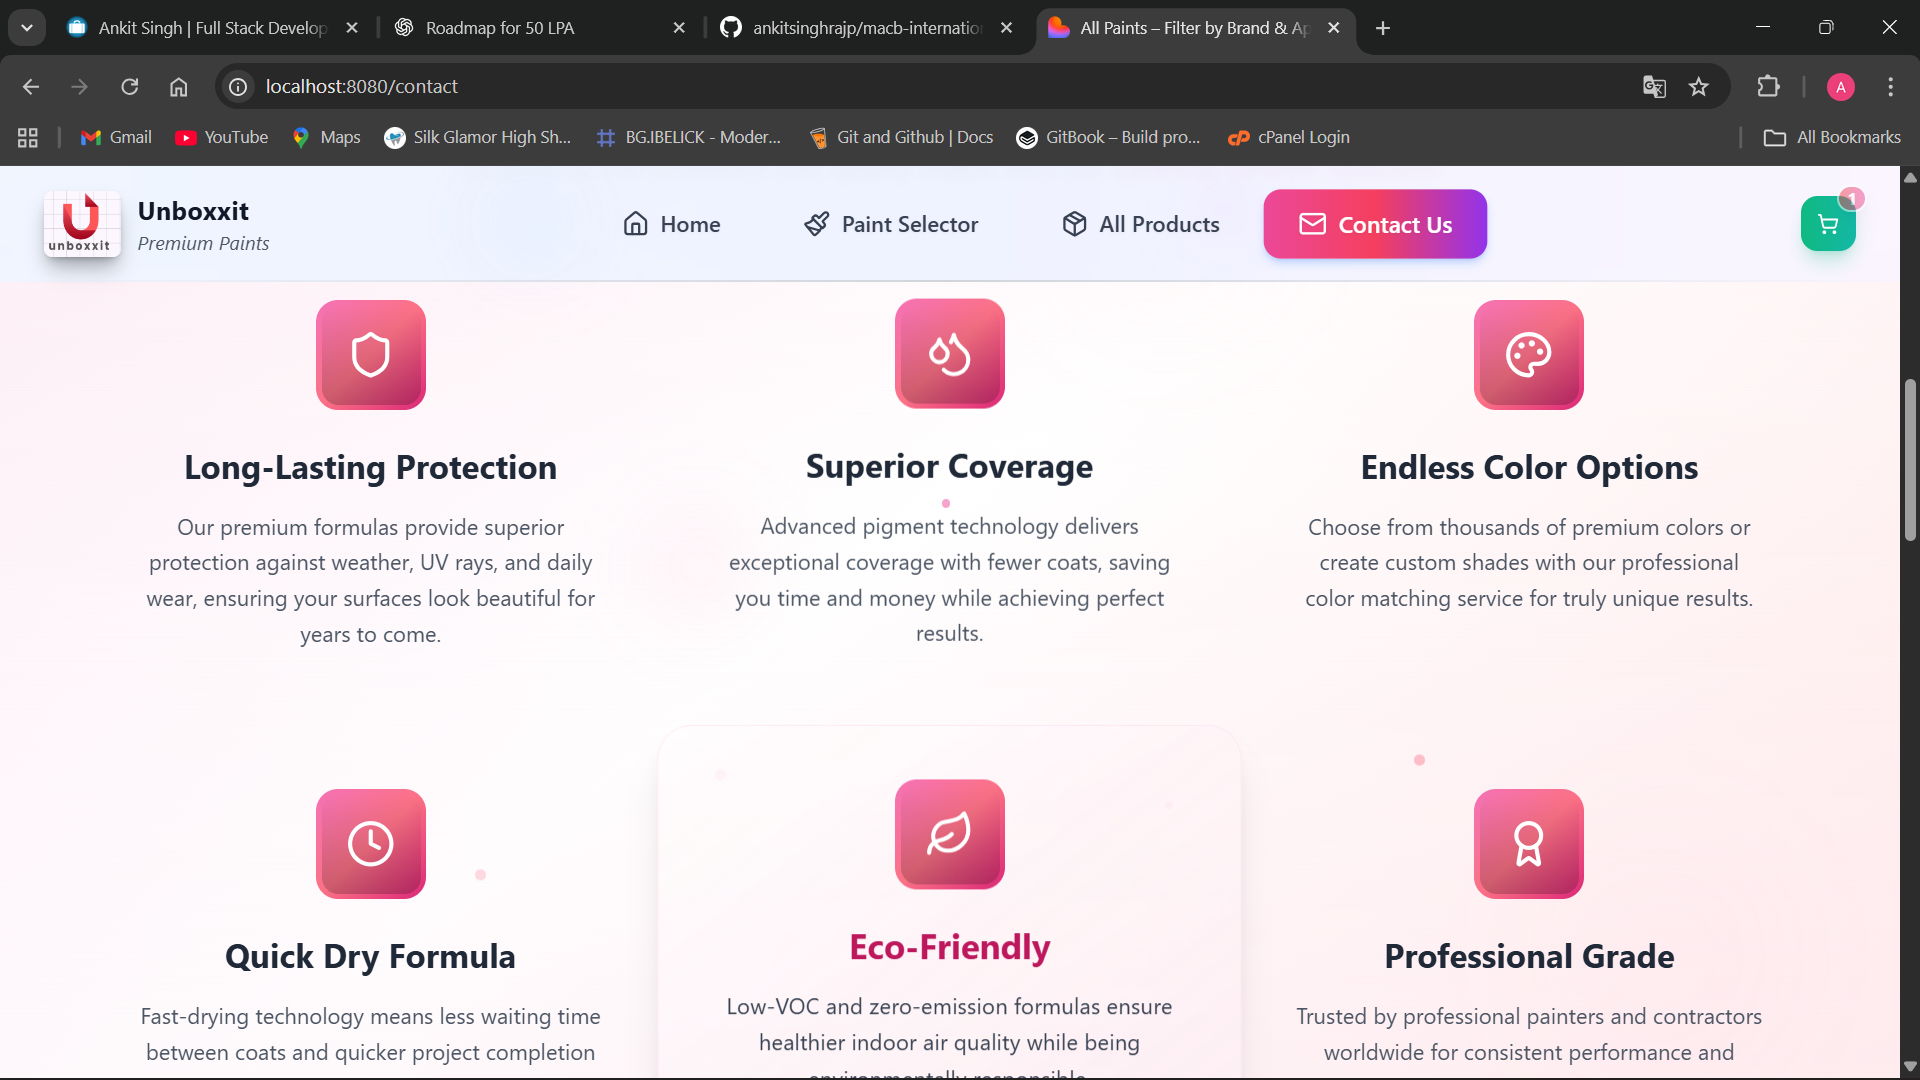 Ankit Singh | Full Stack Develop
Roadmap for 50 LPA
ankitsinghrajp/macb-internatio
All Paints – Filter by Brand & Ap
localhost:8080/contact
A
Gmail
YouTube
Maps
Silk Glamor High Sh...
BG.IBELICK - Moder...
Git and Github | Docs
GitBook – Build pro...
cPanel Login
All Bookmarks
unboxxit
Unboxxit
Premium Paints
Home
Paint Selector
All Products
Contact Us
1
Long-Lasting Protection
Our premium formulas provide superior
protection against weather, UV rays, and daily
wear, ensuring your surfaces look beautiful for
years to come.
Superior Coverage
Advanced pigment technology delivers
exceptional coverage with fewer coats, saving
you time and money while achieving perfect
results.
Endless Color Options
Choose from thousands of premium colors or
create custom shades with our professional
color matching service for truly unique results.
Quick Dry Formula
Fast-drying technology means less waiting time
between coats and quicker project completion
Eco-Friendly
Low-VOC and zero-emission formulas ensure
healthier indoor air quality while being
environmentally responsible.
Professional Grade
Trusted by professional painters and contractors
worldwide for consistent performance and